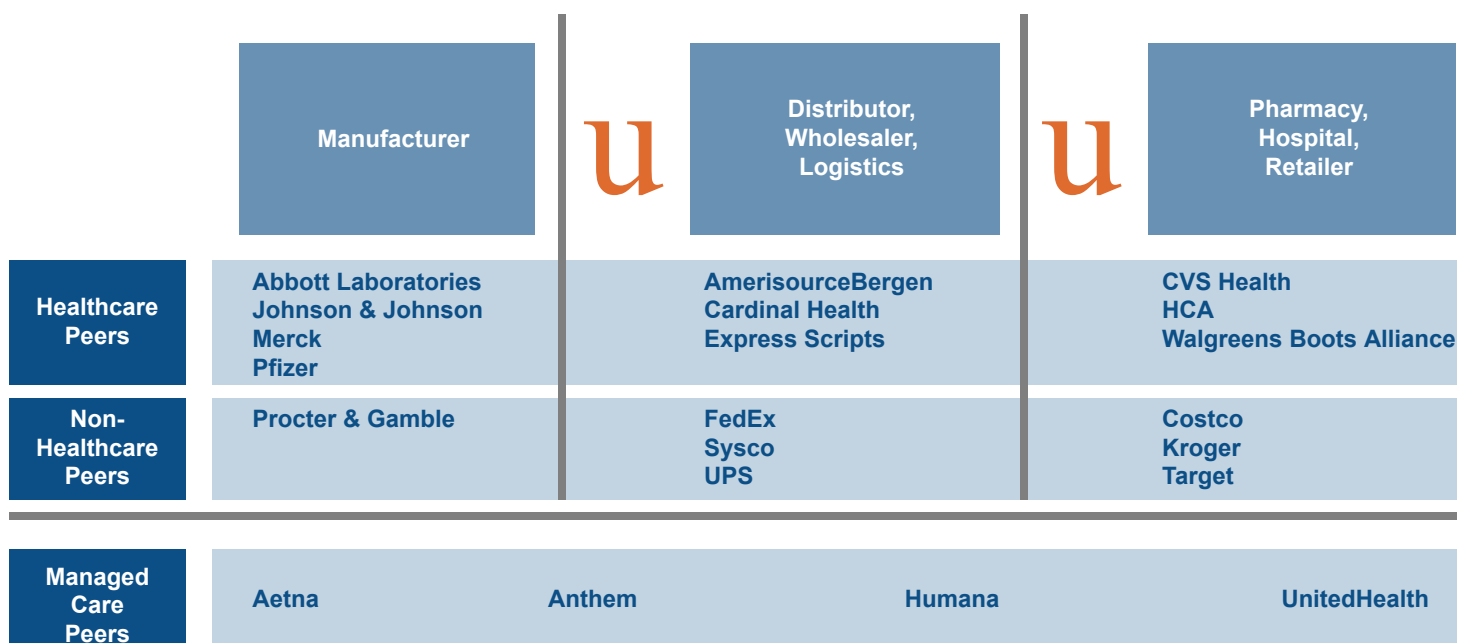 Manufacturer
u
Distributor,
Wholesaler,
Logistics
u
Pharmacy,
Hospital,
Retailer
Healthcare
Peers
Abbott Laboratories
Johnson & Johnson
Merck
Pfizer
AmerisourceBergen
Cardinal Health
Express Scripts
CVS Health
HCA
Walgreens Boots Alliance
Non-
Healthcare
Peers
Procter & Gamble
FedEx
Sysco
UPS
Costco
Kroger
Target
Managed
Care
Peers
Aetna
Anthem
Humana
UnitedHealth